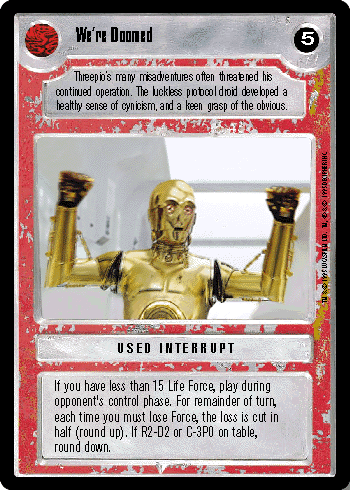 We're Doomed
5
Threepio's many misadventures often threatened his
continued operation. The luckless protocol droid developed a
healthy sense of cynicism, and a keen grasp of the obvious.
USED INTERRUPT
If you have less than 15 Life Force, play during
opponent's control phase. For remainder of turn,
each time you must lose Force, the loss is cut in
half (round up). If R2-D2 or C-3PO on table,
round down.